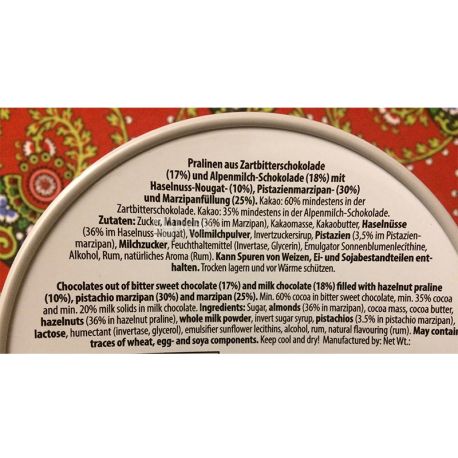 Pralinen aus Zartbitterschokolade
(17%) und Alpenmilch-Schokolade (18%) mit
Haselnuss-Nougat- (10%), Pistazienmarzipan- (30%)
und Marzipanfüllung (25%). Kakao: 60% mindestens in der
Zartbitterschokolade. Kakao: 35% mindestens in der Alpenmilch-Schokolade.
Zutaten: Zucker, Mandeln (36% im Marzipan), Kakaomasse, Kakaobutter, Haselnüsse
(36% im Haselnuss-Nougat), Vollmilchpulver, Invertzuckersirup, Pistazien (3,5% im Pistazien-
marzipan), Milchzucker, Feuchthaltemittel (Invertase, Glycerin), Emulgator Sonnenblumenlecithine,
Alkohol, Rum, natürliches Aroma (Rum). Kann Spuren von Weizen, Ei- und Sojabestandteilen ent-
halten. Trocken lagern und vor Wärme schützen.
Chocolates out of bitter sweet chocolate (17%) and milk chocolate (18%) filled with hazelnut praline
(10%), pistachio marzipan (30%) and marzipan (25%). Min. 60% cocoa in bitter sweet chocolate, min. 35% cocoa
and min. 20% milk solids in milk chocolate. Ingredients: Sugar, almonds (36% in marzipan), cocoa mass, cocoa butter,
hazelnuts (36% in hazelnut praline), whole milk powder, invert sugar syrup, pistachios (3.5% in pistachio marzipan),
lactose, humectant (invertase, glycerol), emulsifier sunflower lecithins, alcohol, rum, natural flavouring (rum). May contain
traces of wheat, egg- and soya components. Keep cool and dry! Manufactured by: Net Wt.: